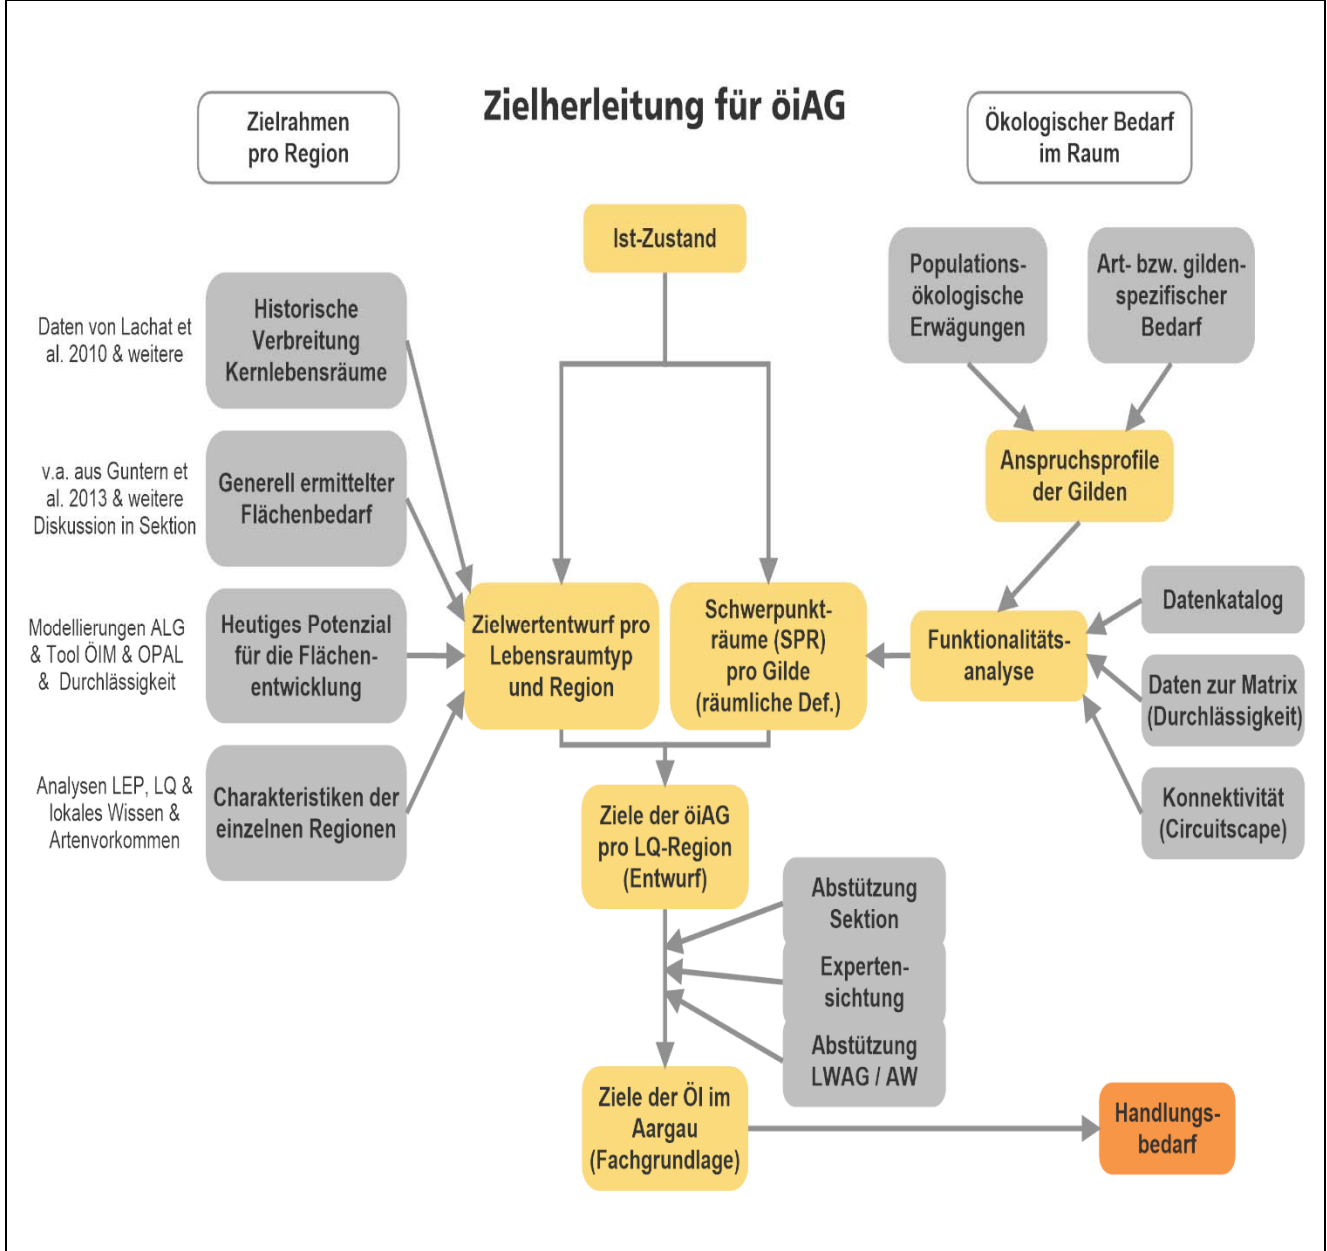 Zielherleitung für öiAG
Zielrahmen
pro Region
Ökologischer Bedarf
im Raum
Ist-Zustand
Populations-
ökologische
Erwägungen
Art- bzw. gilden-
spezifischer
Bedarf
Daten von Lachat et
al. 2010 & weitere
Historische
Verbreitung
Kernlebensräume
v.a. aus Guntern et
al. 2013 & weitere
Diskussion in Sektion
Generell ermittelter
Flächenbedarf
Anspruchsprofile
der Gilden
Modellierungen ALG
& Tool ÖIM & OPAL
& Durchlässigkeit
Heutiges Potenzial
für die Flächen-
entwicklung
Zielwertentwurf pro
Lebensraumtyp
und Region
Schwerpunkt-
räume (SPR)
pro Gilde
(räumliche Def.)
Funktionalitäts-
analyse
Datenkatalog
Daten zur Matrix
(Durchlässigkeit)
Konnektivität
(Circuitscape)
Analysen LEP, LQ &
lokales Wissen &
Artenvorkommen
Charakteristiken der
einzelnen Regionen
Ziele der öiAG
pro LQ-Region
(Entwurf)
Abstützung
Sektion
Experten-
sichtung
Abstützung
LWAG / AW
Ziele der Öl im
Aargau
(Fachgrundlage)
Handlungs-
bedarf